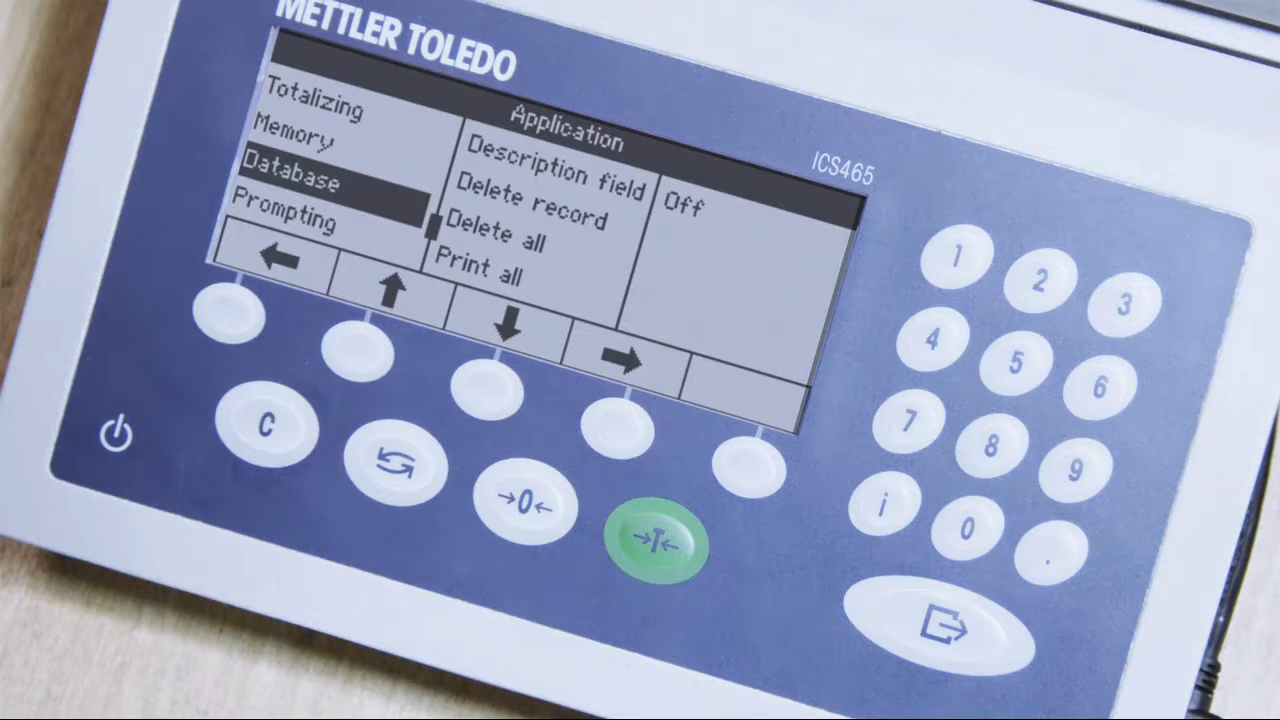 METTLER TOLEDO
ICS465
Application
Totalizing
Memory
Database
Prompting
Description field
Delete record
Delete all
Print all
Off
C
→0←
→T←
1 2 3
4 5 6
7 8 9
i 0 .